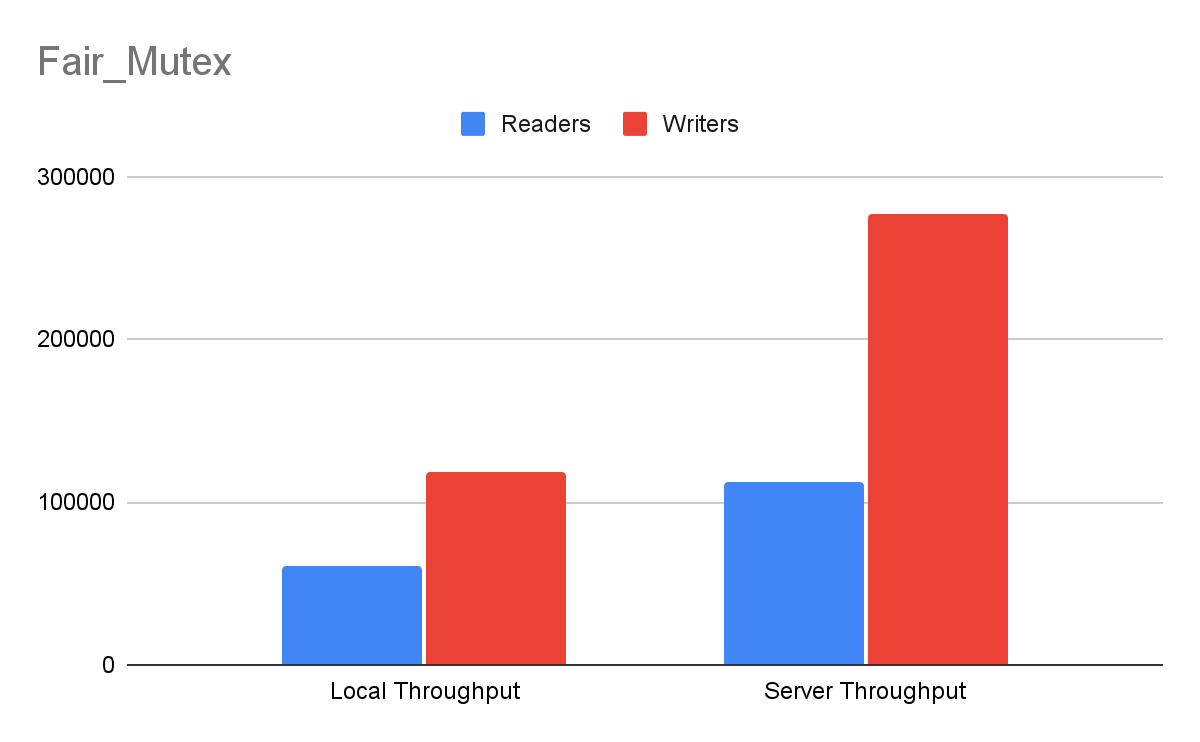 Fair_Mutex
Readers Writers
300000
200000
100000
0
Local Throughput Server Throughput